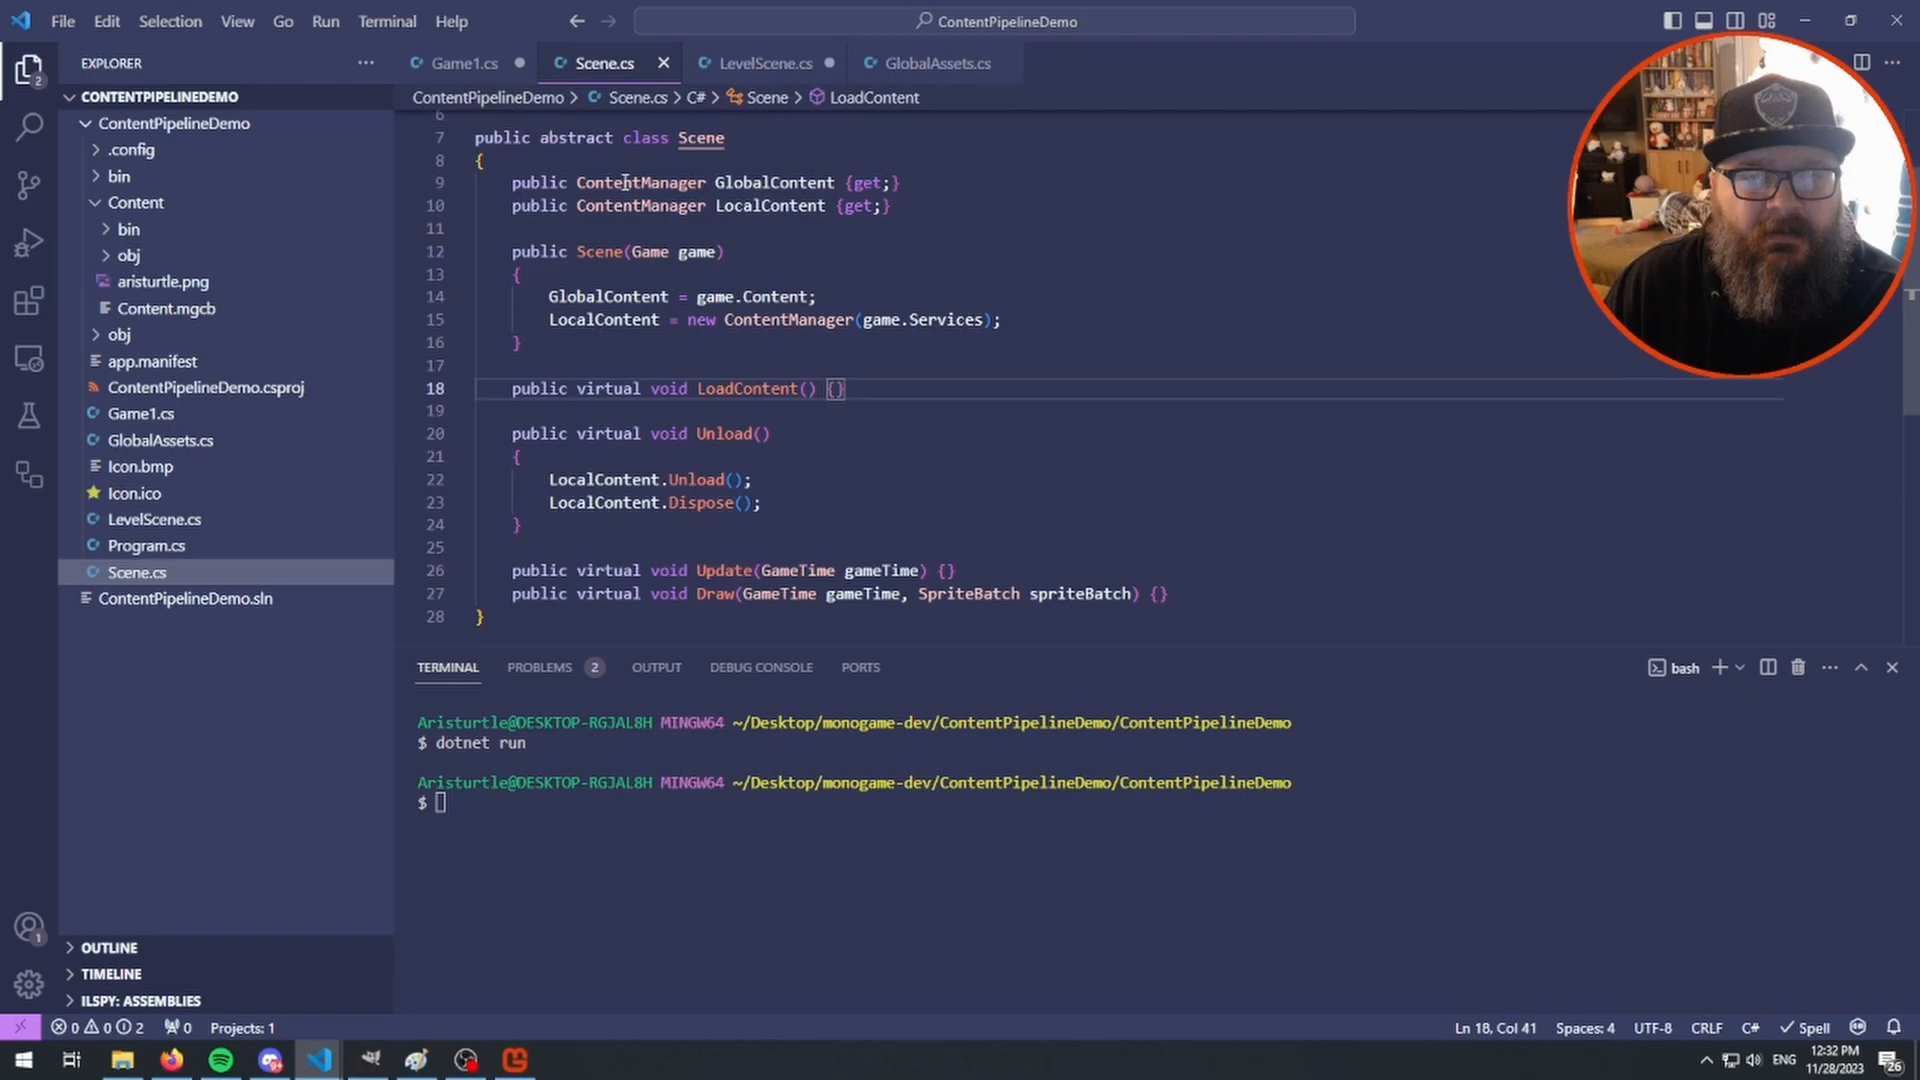 File Edit Selection View Go Run Terminal Help
ContentPipelineDemo
EXPLORER
2
CONTENTPIPELINEDEMO
ContentPipelineDemo
.config
bin
Content
bin
obj
aristurtle.png
Content.mgcb
obj
app.manifest
ContentPipelineDemo.csproj
Game1.cs
GlobalAssets.cs
Icon.bmp
Icon.ico
LevelScene.cs
Program.cs
Scene.cs
ContentPipelineDemo.sln
OUTLINE
TIMELINE
ILSPY: ASSEMBLIES
1
Game1.cs Scene.cs LevelScene.cs GlobalAssets.cs
ContentPipelineDemo > Scene.cs > C# > Scene > LoadContent
6
7 public abstract class Scene
8 {
9 public ContentManager GlobalContent {get;}
10 public ContentManager LocalContent {get;}
11
12 public Scene(Game game)
13 {
14 GlobalContent = game.Content;
15 LocalContent = new ContentManager(game.Services);
16 }
17
18 public virtual void LoadContent() {}
19
20 public virtual void Unload()
21 {
22 LocalContent.Unload();
23 LocalContent.Dispose();
24 }
25
26 public virtual void Update(GameTime gameTime) {}
27 public virtual void Draw(GameTime gameTime, SpriteBatch spriteBatch) {}
28 }
TERMINAL PROBLEMS 2 OUTPUT DEBUG CONSOLE PORTS
bash
Aristurtle@DESKTOP-RGJAL8H MINGW64 ~/Desktop/monogame-dev/ContentPipelineDemo/ContentPipelineDemo
$ dotnet run
Aristurtle@DESKTOP-RGJAL8H MINGW64 ~/Desktop/monogame-dev/ContentPipelineDemo/ContentPipelineDemo
$
0 0 2 0 Projects: 1
Ln 18, Col 41 Spaces: 4 UTF-8 CRLF C# Spell
ENG
12:32 PM
11/28/2023
26